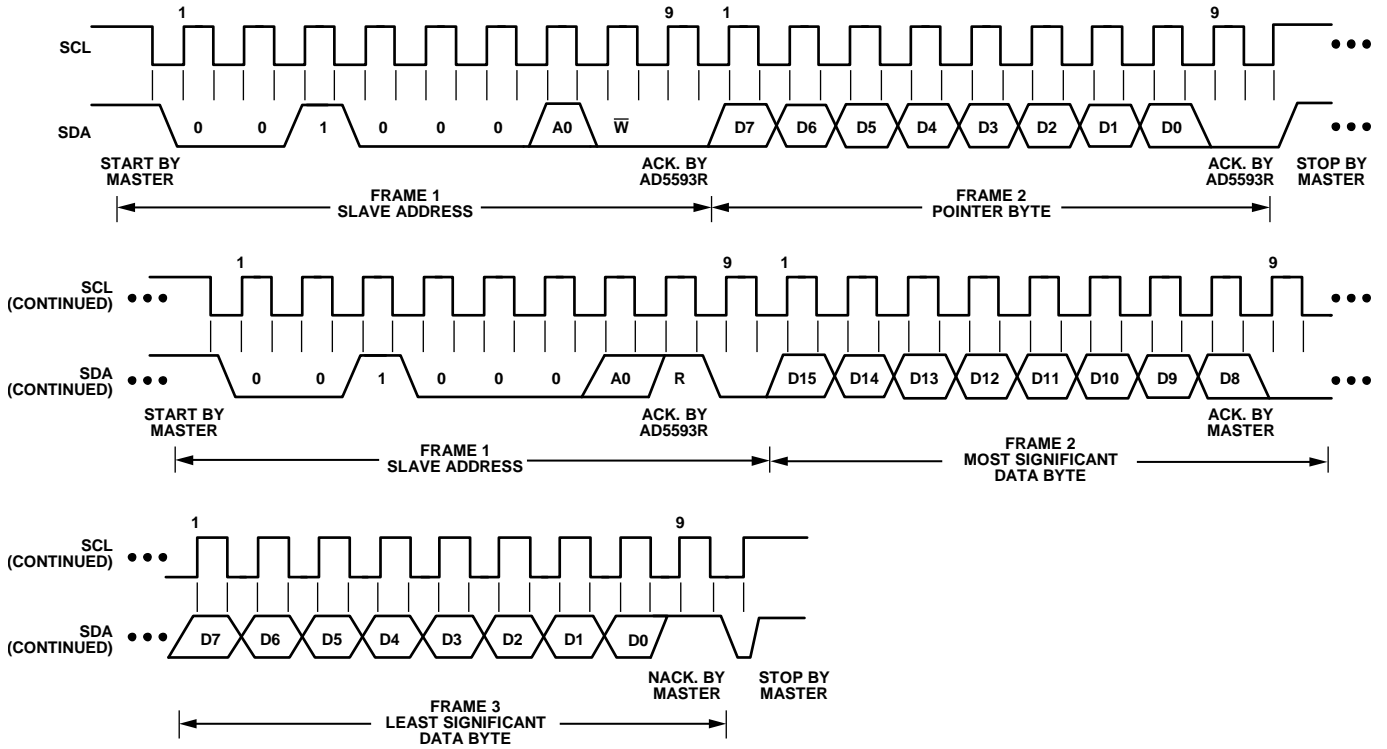 1 9 1 9
SCL
SDA 0 0 1 0 0 0 A0 W̅ D7 D6 D5 D4 D3 D2 D1 D0
START BY MASTER
ACK. BY AD5593R
ACK. BY AD5593R
STOP BY MASTER
FRAME 1 SLAVE ADDRESS
FRAME 2 POINTER BYTE
1 9 1 9
SCL (CONTINUED)
SDA (CONTINUED) 0 0 1 0 0 0 A0 R D15 D14 D13 D12 D11 D10 D9 D8
START BY MASTER
ACK. BY AD5593R
ACK. BY MASTER
FRAME 1 SLAVE ADDRESS
FRAME 2 MOST SIGNIFICANT DATA BYTE
1 9
SCL (CONTINUED)
SDA (CONTINUED) D7 D6 D5 D4 D3 D2 D1 D0
NACK. BY MASTER
STOP BY MASTER
FRAME 3 LEAST SIGNIFICANT DATA BYTE